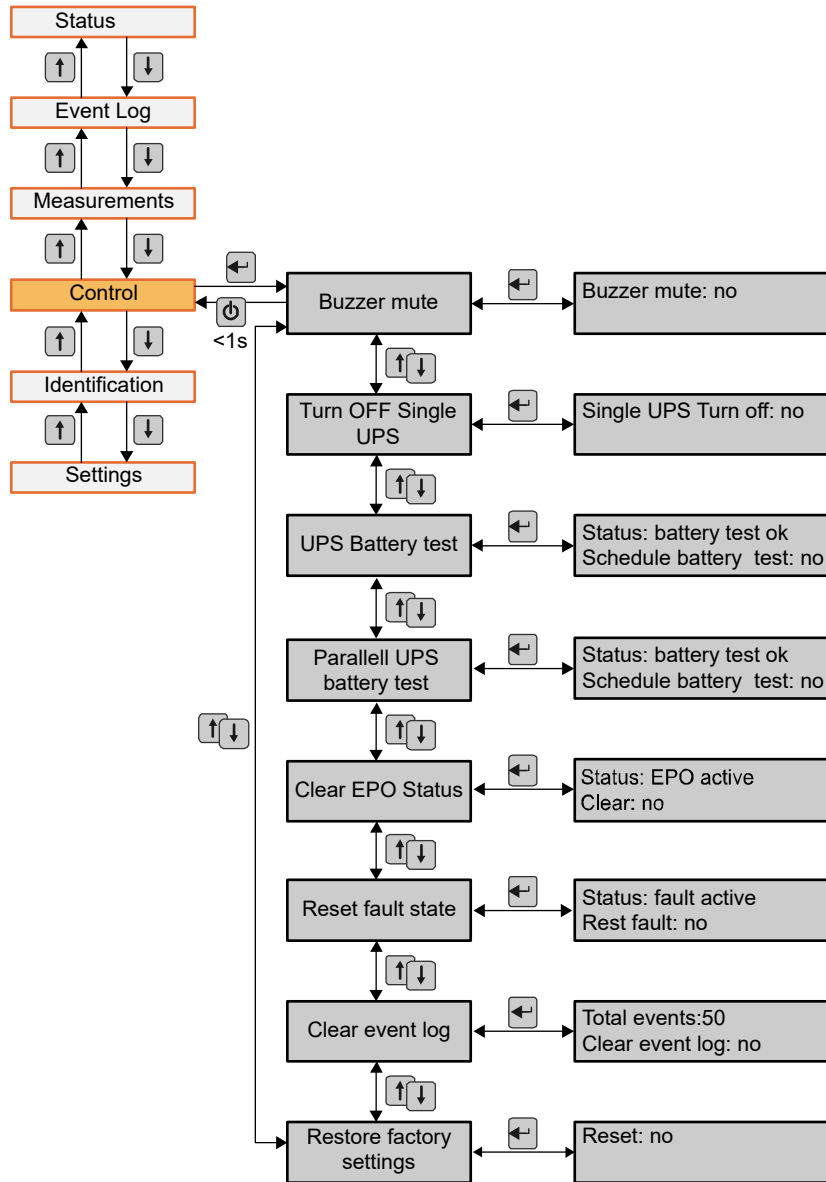 Status
Event Log
Measurements
Control
Identification
Settings
<1s
Buzzer mute
Buzzer mute: no
Turn OFF Single
UPS
Single UPS Turn off: no
UPS Battery test
Status: battery test ok
Schedule battery  test: no
Parallell UPS
battery test
Status: battery test ok
Schedule battery  test: no
Clear EPO Status
Status: EPO active
Clear: no
Reset fault state
Status: fault active
Rest fault: no
Clear event log
Total events:50
Clear event log: no
Restore factory
settings
Reset: no